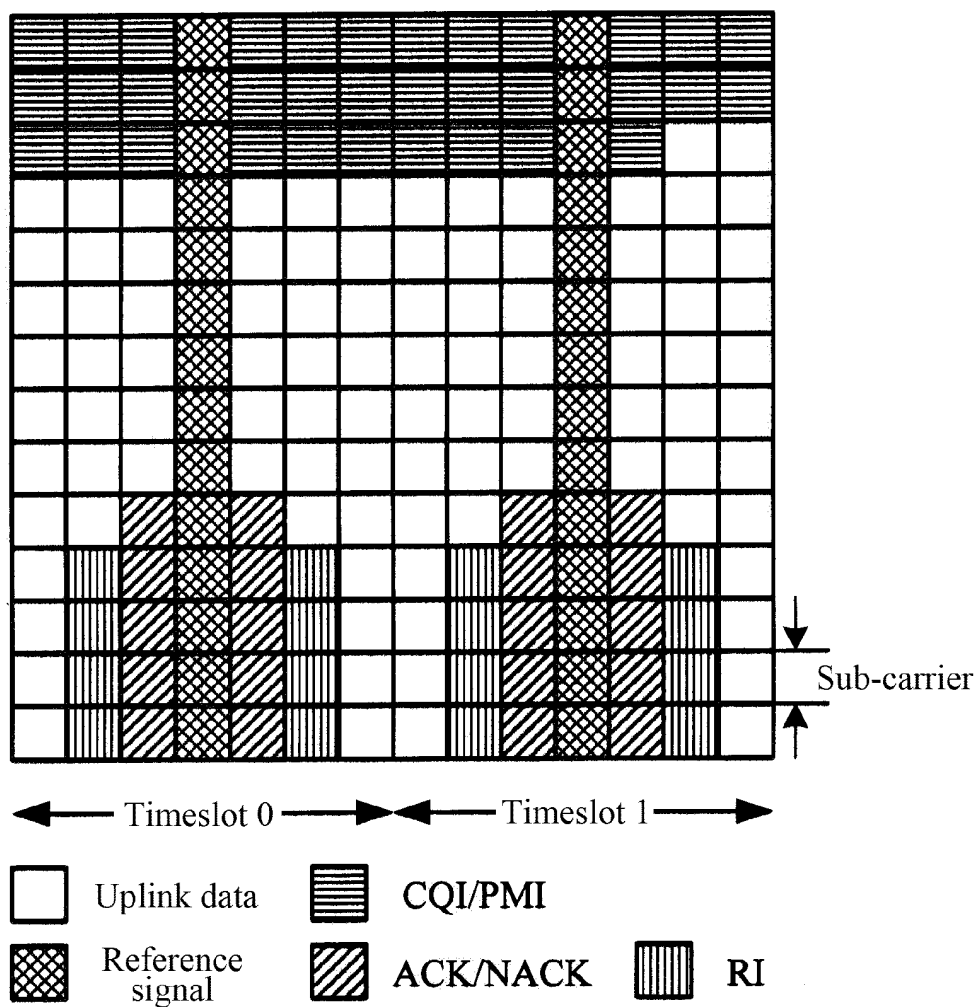 Sub-carrier
Timeslot 0
Timeslot 1
Uplink data
CQI/PMI
Reference
signal
ACK/NACK
RI